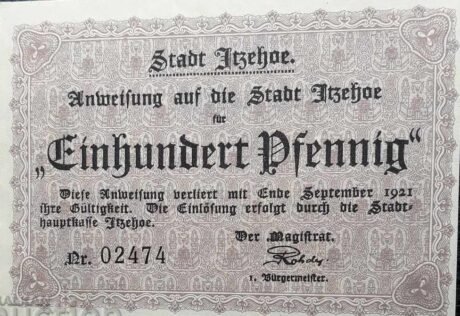 Stadt Itzehoe.
Anweisung auf die Stadt Itzehoe
für
„Einhundert Pfennig“
Diese Anweisung verliert mit Ende September 1921
ihre Gültigkeit. Die Einlösung erfolgt durch die Stadt-
hauptkasse Itzehoe.
Der Magistrat.
Nr. 02474
Rohde
1. Bürgermeister.